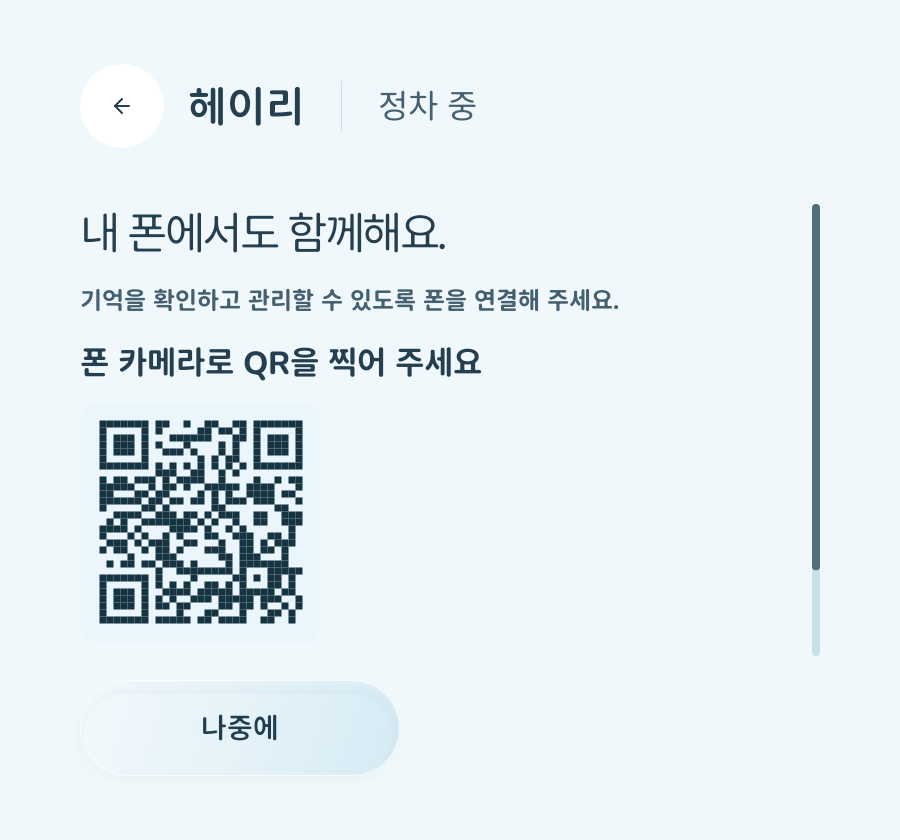 헤이리
정차 중
내 폰에서도 함께해요.
기억을 확인하고 관리할 수 있도록 폰을 연결해 주세요.
폰 카메라로 QR을 찍어 주세요
나중에